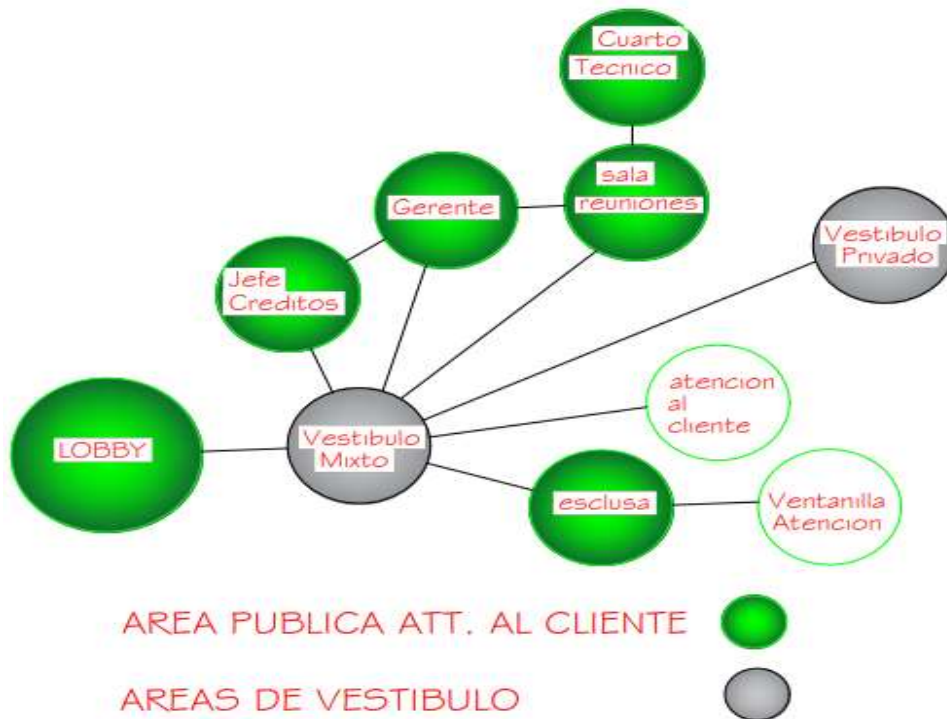 Cuarto
Tecnico
sala
reuniones
Gerente
Vestibulo
Privado
Jefe
Creditos
atencion
al
cliente
LOBBY
Vestibulo
Mixto
esclusa
Ventanilla
Atencion
AREA PUBLICA ATT. AL CLIENTE
AREAS DE VESTIBULO